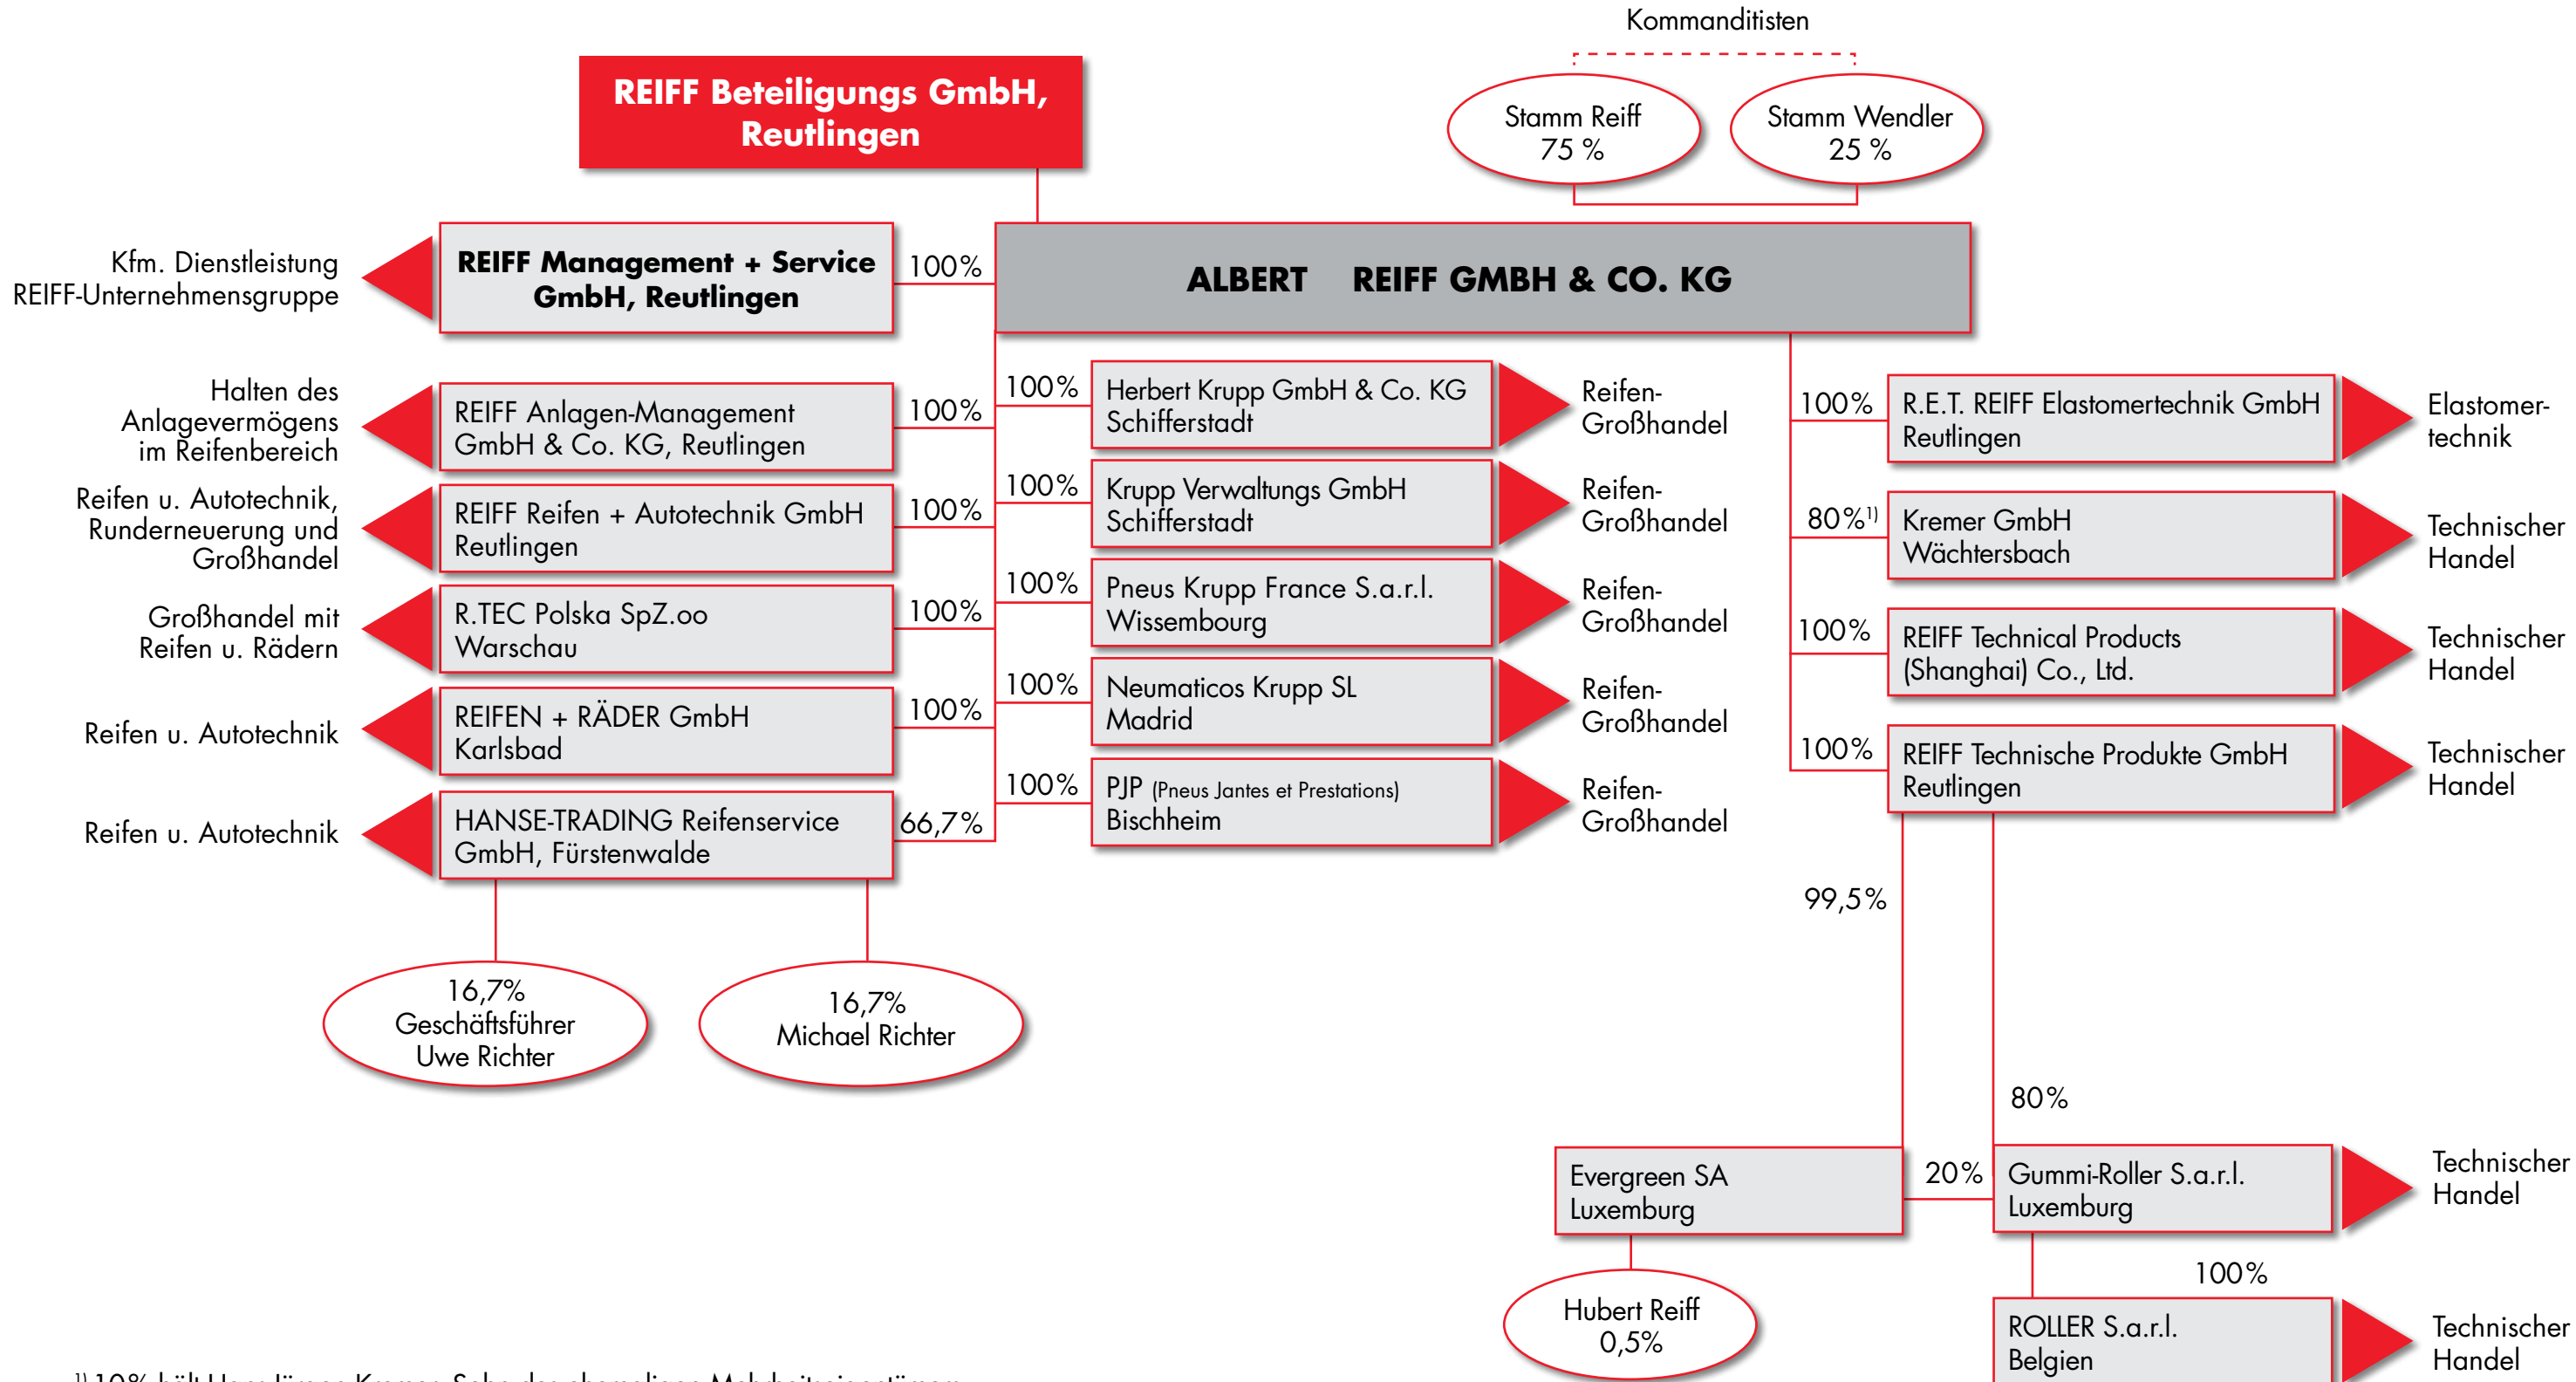 Kommanditisten
REIFF Beteiligungs GmbH,
Reutlingen
Stamm Reiff
75 %
Stamm Wendler
25 %
Kfm. Dienstleistung
REIFF-Unternehmensgruppe
REIFF Management + Service
GmbH, Reutlingen
100%
ALBERT REIFF GMBH & CO. KG
Halten des
Anlagevermögens
im Reifenbereich
REIFF Anlagen-Management
GmbH & Co. KG, Reutlingen
100%
Reifen u. Autotechnik,
Runderneuerung und
Großhandel
REIFF Reifen + Autotechnik GmbH
Reutlingen
100%
Großhandel mit
Reifen u. Rädern
R.TEC Polska SpZ.oo
Warschau
100%
Reifen u. Autotechnik
REIFEN + RÄDER GmbH
Karlsbad
100%
Reifen u. Autotechnik
HANSE-TRADING Reifenservice
GmbH, Fürstenwalde
66,7%
16,7%
Geschäftsführer
Uwe Richter
16,7%
Michael Richter
100%
Herbert Krupp GmbH & Co. KG
Schifferstadt
Reifen-
Großhandel
100%
Krupp Verwaltungs GmbH
Schifferstadt
Reifen-
Großhandel
100%
Pneus Krupp France S.a.r.l.
Wissembourg
Reifen-
Großhandel
100%
Neumaticos Krupp SL
Madrid
Reifen-
Großhandel
100%
PJP (Pneus Jantes et Prestations)
Bischheim
Reifen-
Großhandel
100%
R.E.T. REIFF Elastomertechnik GmbH
Reutlingen
Elastomer-
technik
80%1)
Kremer GmbH
Wächtersbach
Technischer
Handel
100%
REIFF Technical Products
(Shanghai) Co., Ltd.
Technischer
Handel
100%
REIFF Technische Produkte GmbH
Reutlingen
Technischer
Handel
99,5%
80%
Evergreen SA
Luxemburg
20%
Gummi-Roller S.a.r.l.
Luxemburg
Technischer
Handel
Hubert Reiff
0,5%
100%
ROLLER S.a.r.l.
Belgien
Technischer
Handel
1) 10% hält